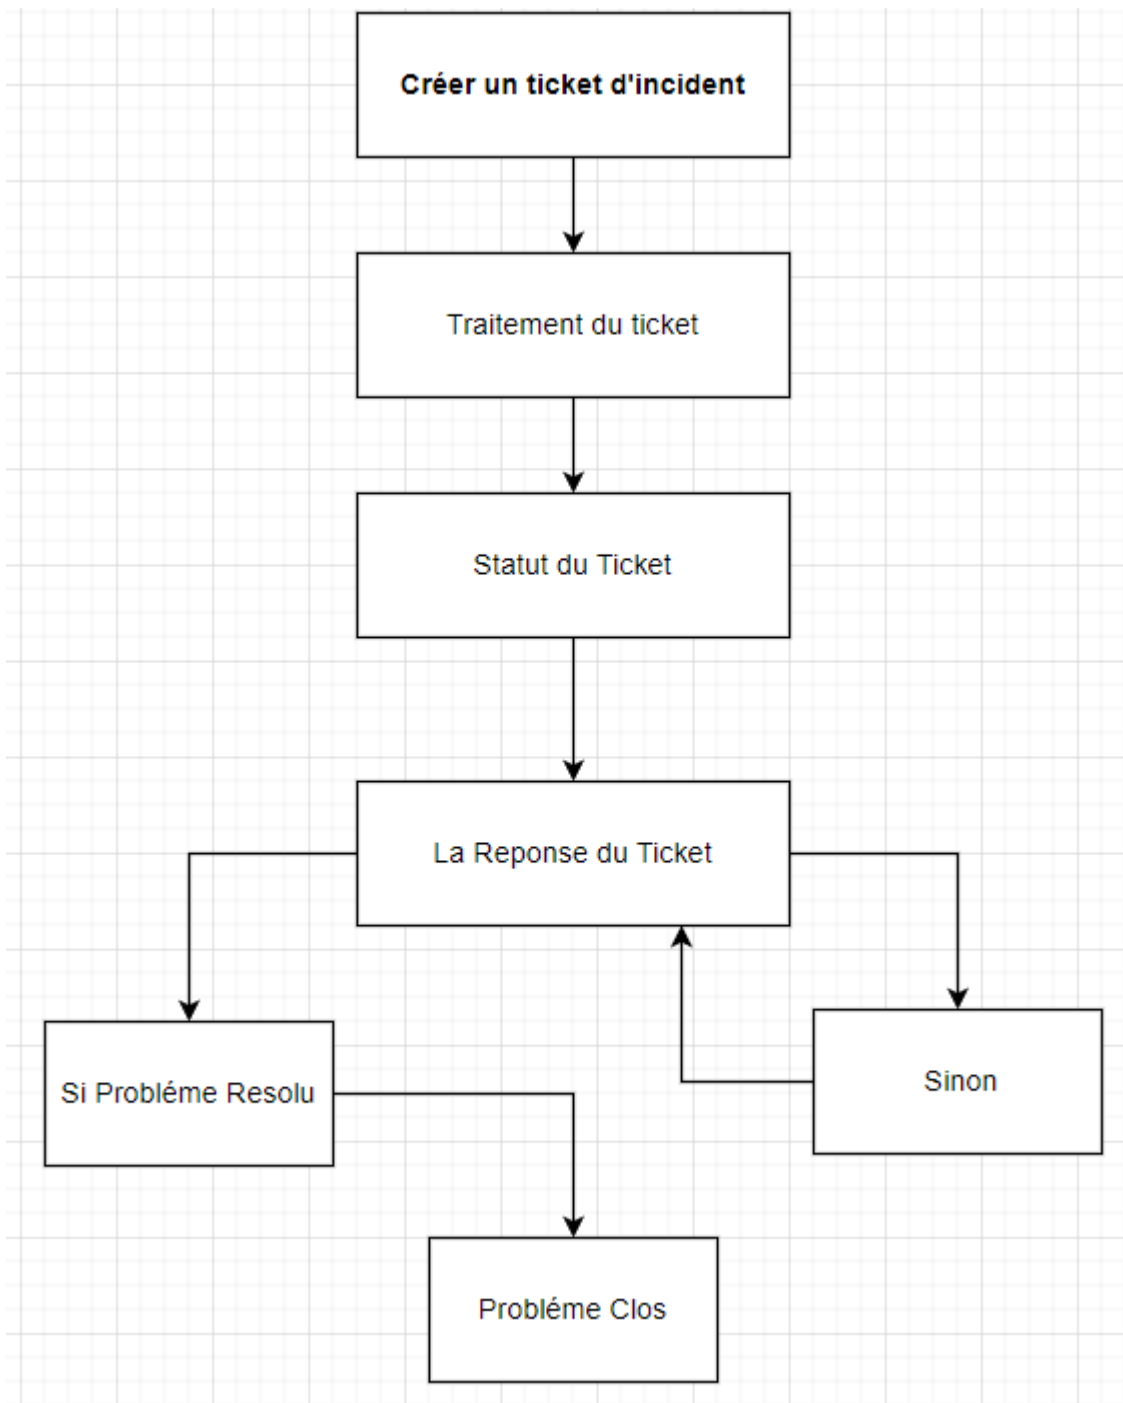 Créer un ticket d'incident
Traitement du ticket
Statut du Ticket
La Reponse du Ticket
Si Probléme Resolu
Sinon
Probléme Clos